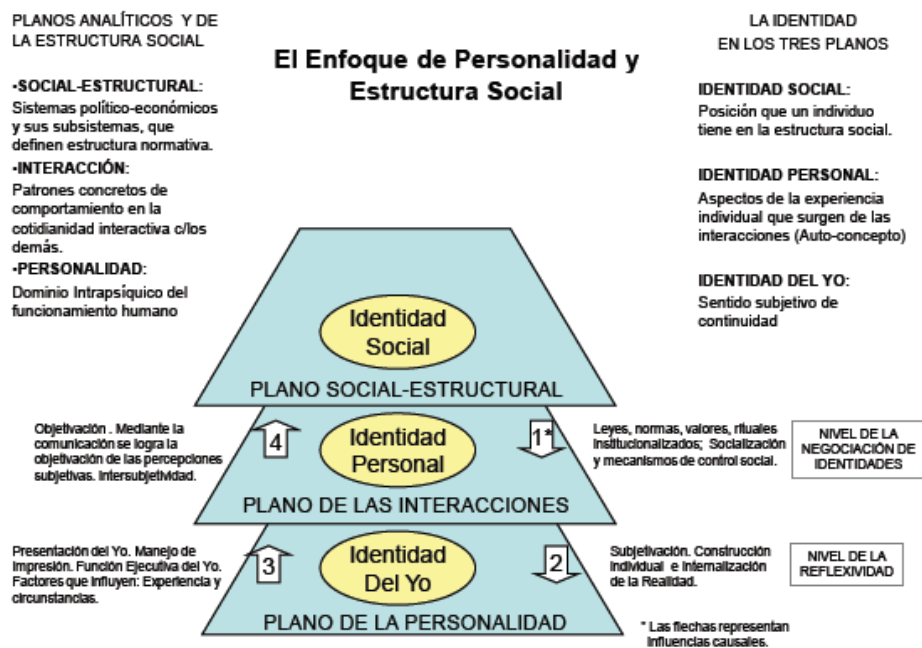 PLANOS ANALÍTICOS Y DE
LA ESTRUCTURA SOCIAL
•SOCIAL-ESTRUCTURAL:
Sistemas político-económicos
y sus subsistemas, que
definen estructura normativa.
•INTERACCIÓN:
Patrones concretos de
comportamiento en la
cotidianidad interactiva c/los
demás.
•PERSONALIDAD:
Dominio Intrapsíquico del
funcionamiento humano
El Enfoque de Personalidad y
Estructura Social
LA IDENTIDAD
EN LOS TRES PLANOS
IDENTIDAD SOCIAL:
Posición que un individuo
tiene en la estructura social.
IDENTIDAD PERSONAL:
Aspectos de la experiencia
individual que surgen de las
interacciones (Auto-concepto)
IDENTIDAD DEL YO:
Sentido subjetivo de
continuidad
Identidad
Social
PLANO SOCIAL-ESTRUCTURAL
Objetivación . Mediante la
comunicación se logra la
objetivación de las percepciones
subjetivas. Intersubjetividad.
4
Identidad
Personal
1*
Leyes, normas, valores, rituales
Institucionalizados; Socialización
y mecanismos de control social.
NIVEL DE LA
NEGOCIACIÓN DE
IDENTIDADES
PLANO DE LAS INTERACCIONES
Presentación del Yo. Manejo de
Impresión. Función Ejecutiva del Yo.
Factores que Influyen: Experiencia y
circunstancias.
3
Identidad
Del Yo
2
Subjetivación. Construcción
Individual e Internalización
de la Realidad.
NIVEL DE LA
REFLEXIVIDAD
PLANO DE LA PERSONALIDAD
* Las flechas representan
Influencias causales.